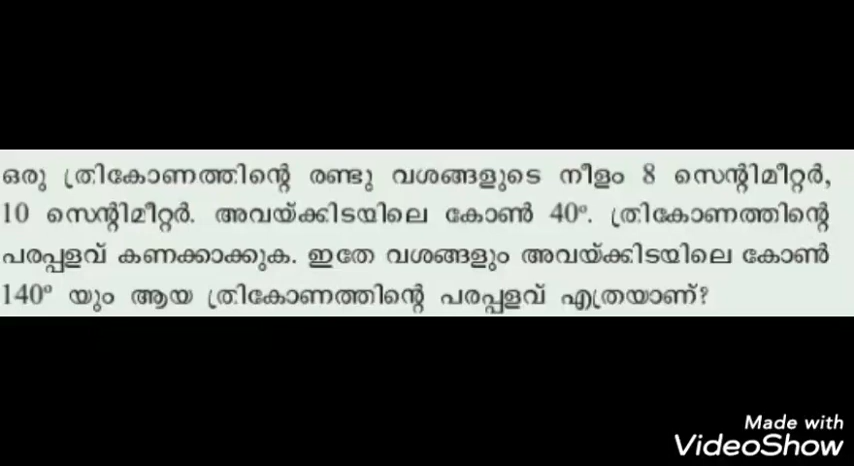 ഒരു ത്രികോണത്തിന്റെ രണ്ടു വശങ്ങളുടെ നീളം 8 സെന്റിമീറ്റർ,
10 സെന്റിമീറ്റർ. അവയ്ക്കിടയിലെ കോൺ 40°. ത്രികോണത്തിന്റെ
പരപ്പളവ് കണക്കാക്കുക. ഇതേ വശങ്ങളും അവയ്ക്കിടയിലെ കോൺ
140° യും ആയ ത്രികോണത്തിന്റെ പരപ്പളവ് എത്രയാണ്?
Made with
VideoShow